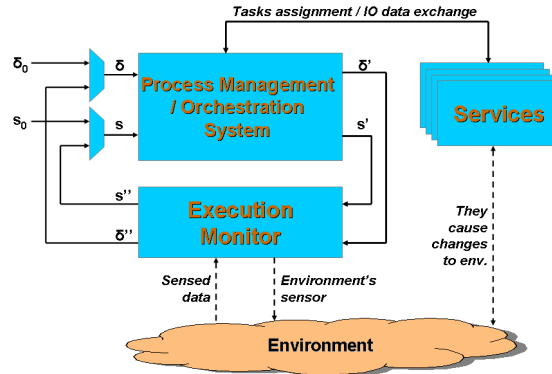 Tasks assignment / IO data exchange
δ₀
δ
Process Management
/ Orchestration
System
δ’
s₀
s
s’
Services
s’’
δ’’
Execution
Monitor
They
cause
changes
to env.
Sensed
data
Environment’s
sensor
Environment